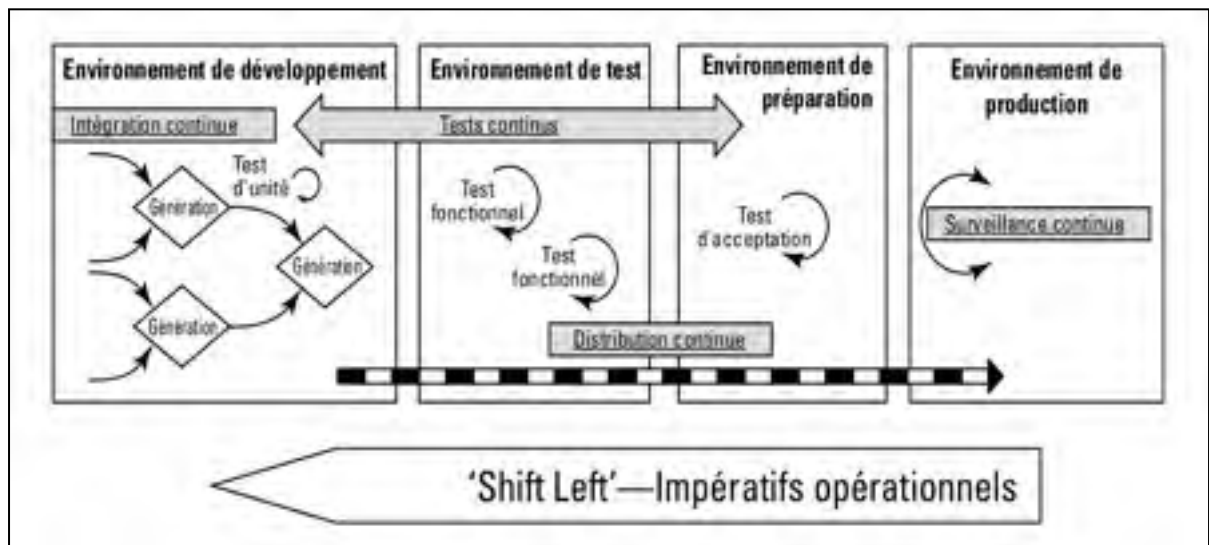 Environnement de développement
Intégration continue
Test
d'unité
Génération
Génération
Génération
Environnement de test
Tests continus
Test
fonctionnel
Test
fonctionnel
Distribution continue
Environnement de
préparation
Test
d'acceptation
Environnement de
production
Surveillance continue
‘Shift Left’—Impératifs opérationnels